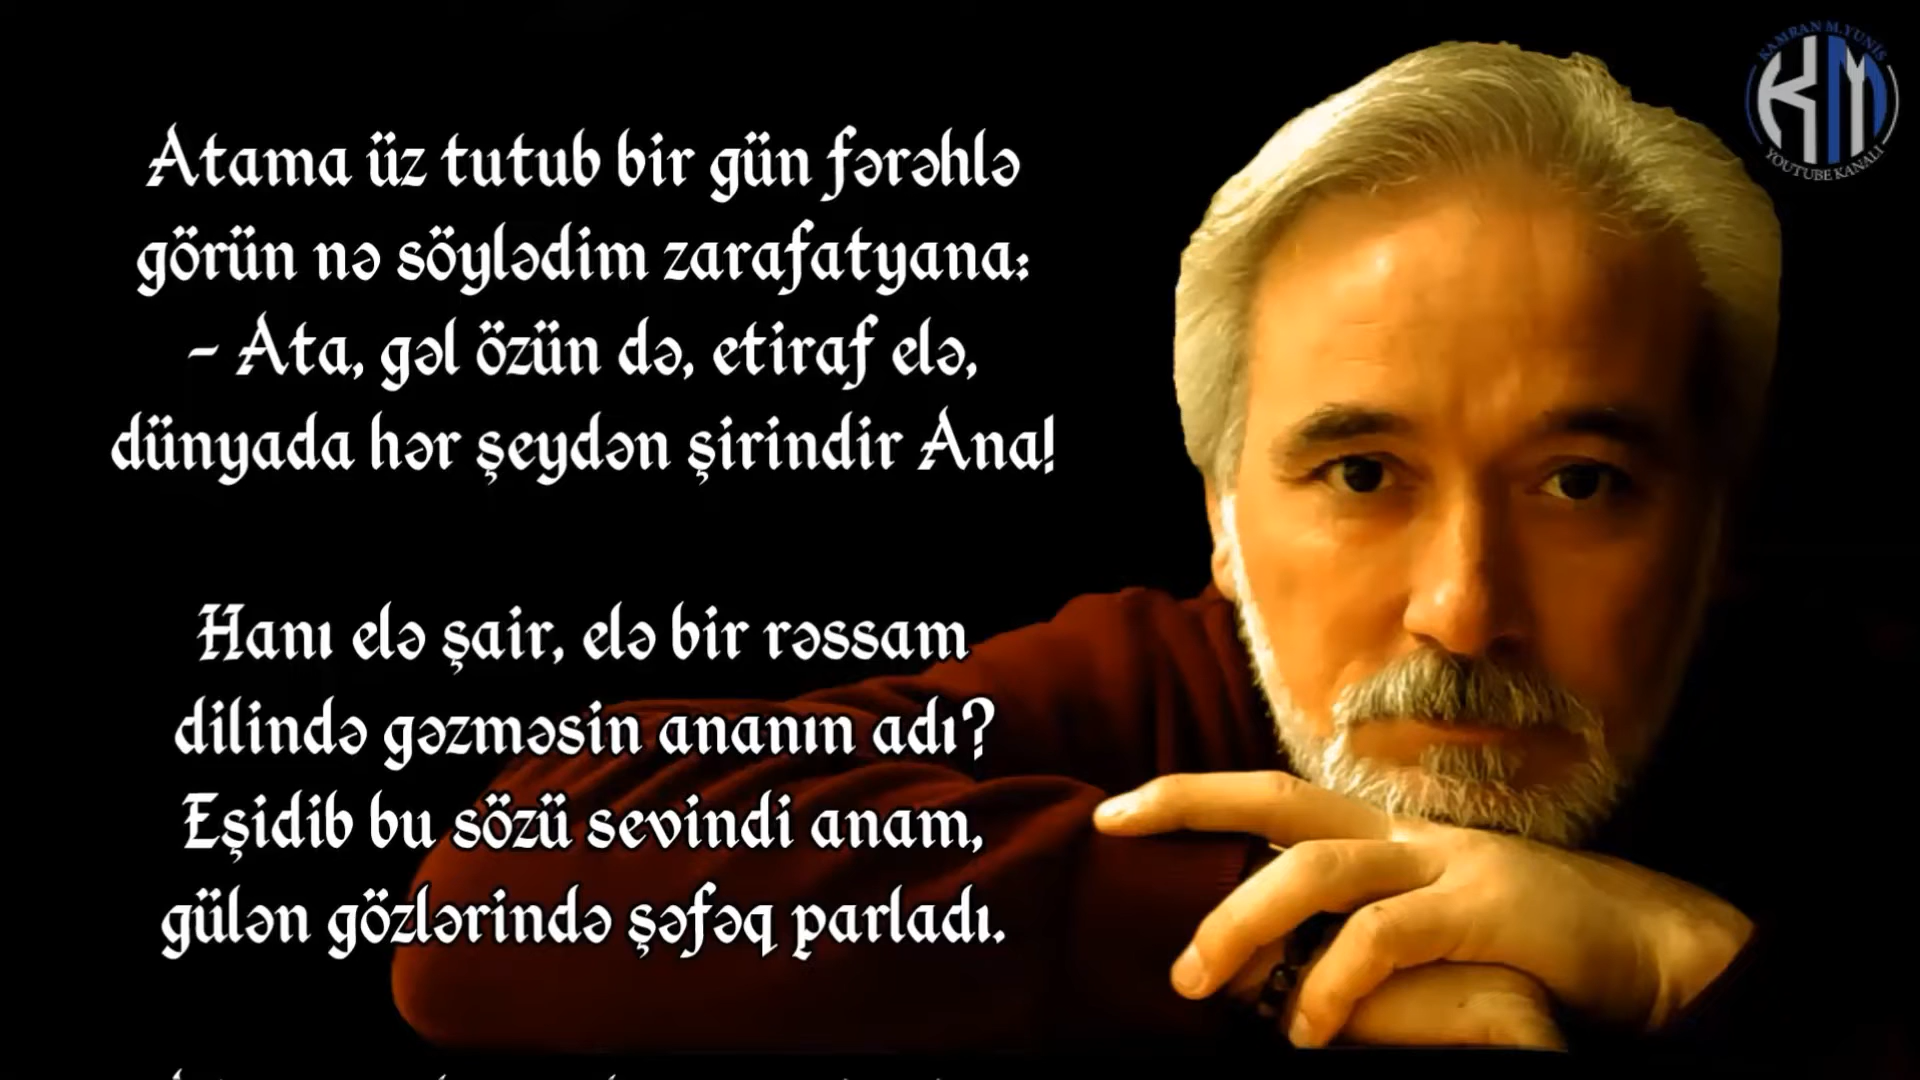 Atama üz tutub bir gün fərəhlə
görün nə söylədim zarafatyana:
- Ata, gəl özün də, etiraf elə,
dünyada hər şeydən şirindir Ana!
Hanı elə şair, elə bir rəssam
dilində gəzməsin ananın adı?
Eşidib bu sözü sevindi anam,
gülən gözlərində şəfəq parladı.
KAMRAN M.YUNİS
KM
YOUTUBE KANALI